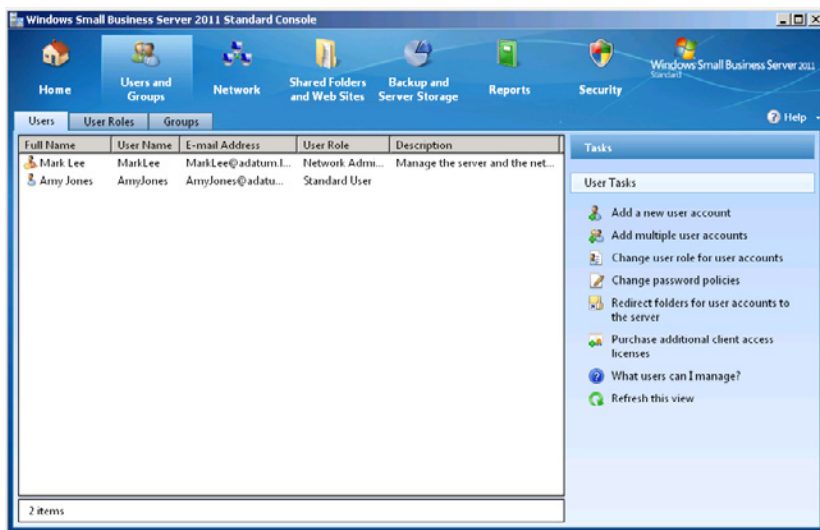 Windows Small Business Server 2011 Standard Console
Home
Users and Groups
Network
Shared Folders and Web Sites
Backup and Server Storage
Reports
Security
Windows Small Business Server 2011
Standard
Users User Roles Groups
Help
Full Name User Name E-mail Address User Role Description
Mark Lee MarkLee MarkLee@adatum.l... Network Admi... Manage the server and the net...
Amy Jones AmyJones AmyJones@adatu... Standard User
2 items
Tasks
User Tasks
Add a new user account
Add multiple user accounts
Change user role for user accounts
Change password policies
Redirect folders for user accounts to
the server
Purchase additional client access
licenses
What users can I manage?
Refresh this view